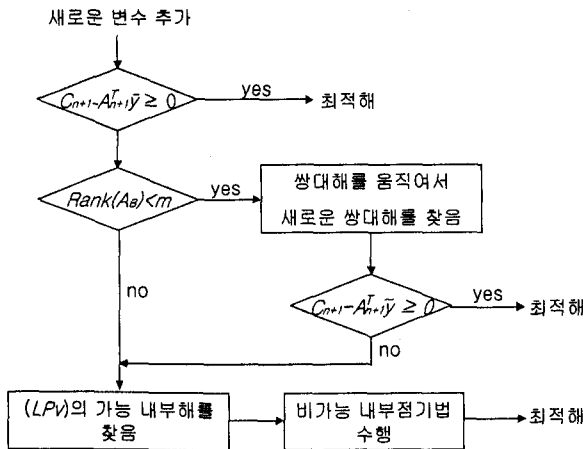 새로운 변수 추가
C_{n+1}-A^T_{n+1}ȳ ≥ 0
yes
최적해
Rank(A_B)<m
yes
쌍대해를 움직여서
새로운 쌍대해를 찾음
no
C_{n+1}-A^T_{n+1}ỹ ≥ 0
yes
최적해
no
(LPv)의 가능 내부해를
찾음
비가능 내부점기법
수행
최적해